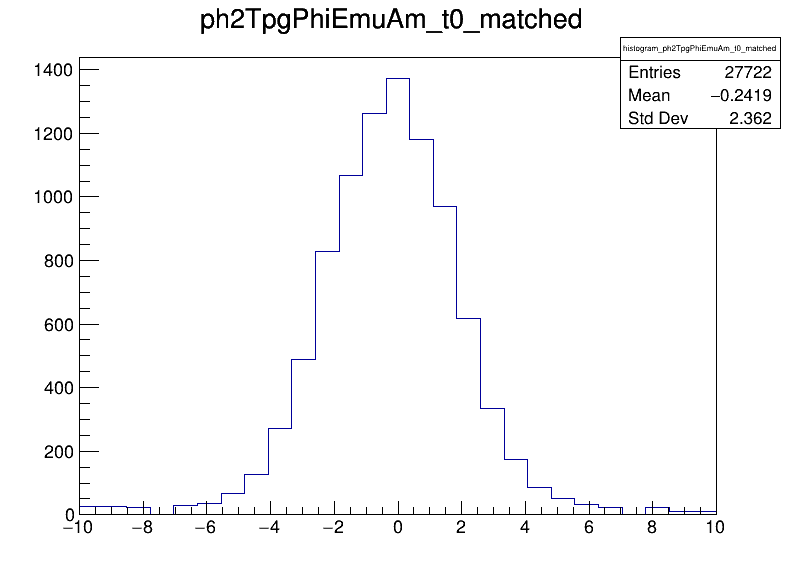 ph2TpgPhiEmuAm_t0_matched
histogram_ph2TpgPhiEmuAm_t0_matched
Entries 27722
Mean −0.2419
Std Dev 2.362
1400
1200
1000
800
600
400
200
0
−10 −8 −6 −4 −2 0 2 4 6 8 10